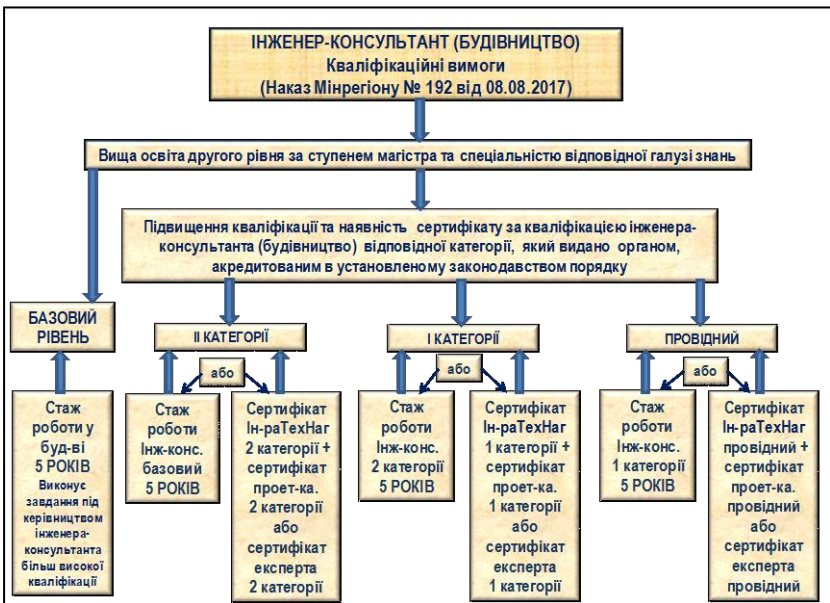 ІНЖЕНЕР-КОНСУЛЬТАНТ (БУДІВНИЦТВО)
Кваліфікаційні вимоги
(Наказ Мінрегіону № 192 від 08.08.2017)
Вища освіта другого рівня за ступенем магістра та спеціальністю відповідної галузі знань
Підвищення кваліфікації та наявність сертифікату за кваліфікацією інженера-
консультанта (будівництво) відповідної категорії, який видано органом,
акредитованим в установленому законодавством порядку
БАЗОВИЙ
РІВЕНЬ
ІІ КАТЕГОРІЇ
І КАТЕГОРІЇ
ПРОВІДНИЙ
або
або
або
Стаж
роботи у
буд-ві
5 РОКІВ
Виконує
завдання під
керівництвом
інженера-
консультанта
більш високої
кваліфікації
Стаж
роботи
Інж-конс.
базовий
5 РОКІВ
Сертифікат
Ін-раТехНаг
2 категорії +
сертифікат
проет-ка.
2 категорії
або
сертифікат
експерта
2 категорії
Стаж
роботи
Інж-конс.
2 категорії
5 РОКІВ
Сертифікат
Ін-раТехНаг
1 категорії +
сертифікат
проет-ка.
1 категорії
або
сертифікат
експерта
1 категорії
Стаж
роботи
Інж-конс.
1 категорії
5 РОКІВ
Сертифікат
Ін-раТехНаг
провідний +
сертифікат
проет-ка.
провідний
або
сертифікат
експерта
провідний